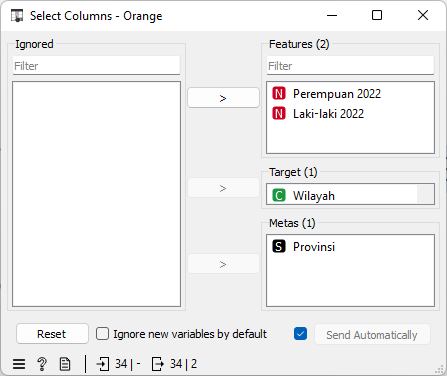 Select Columns - Orange
Ignored
Filter
>
>
>
Features (2)
Filter
N Perempuan 2022
N Laki-laki 2022
Target (1)
C Wilayah
Metas (1)
S Provinsi
Reset
Ignore new variables by default
Send Automatically
? 34 | - 34 | 2